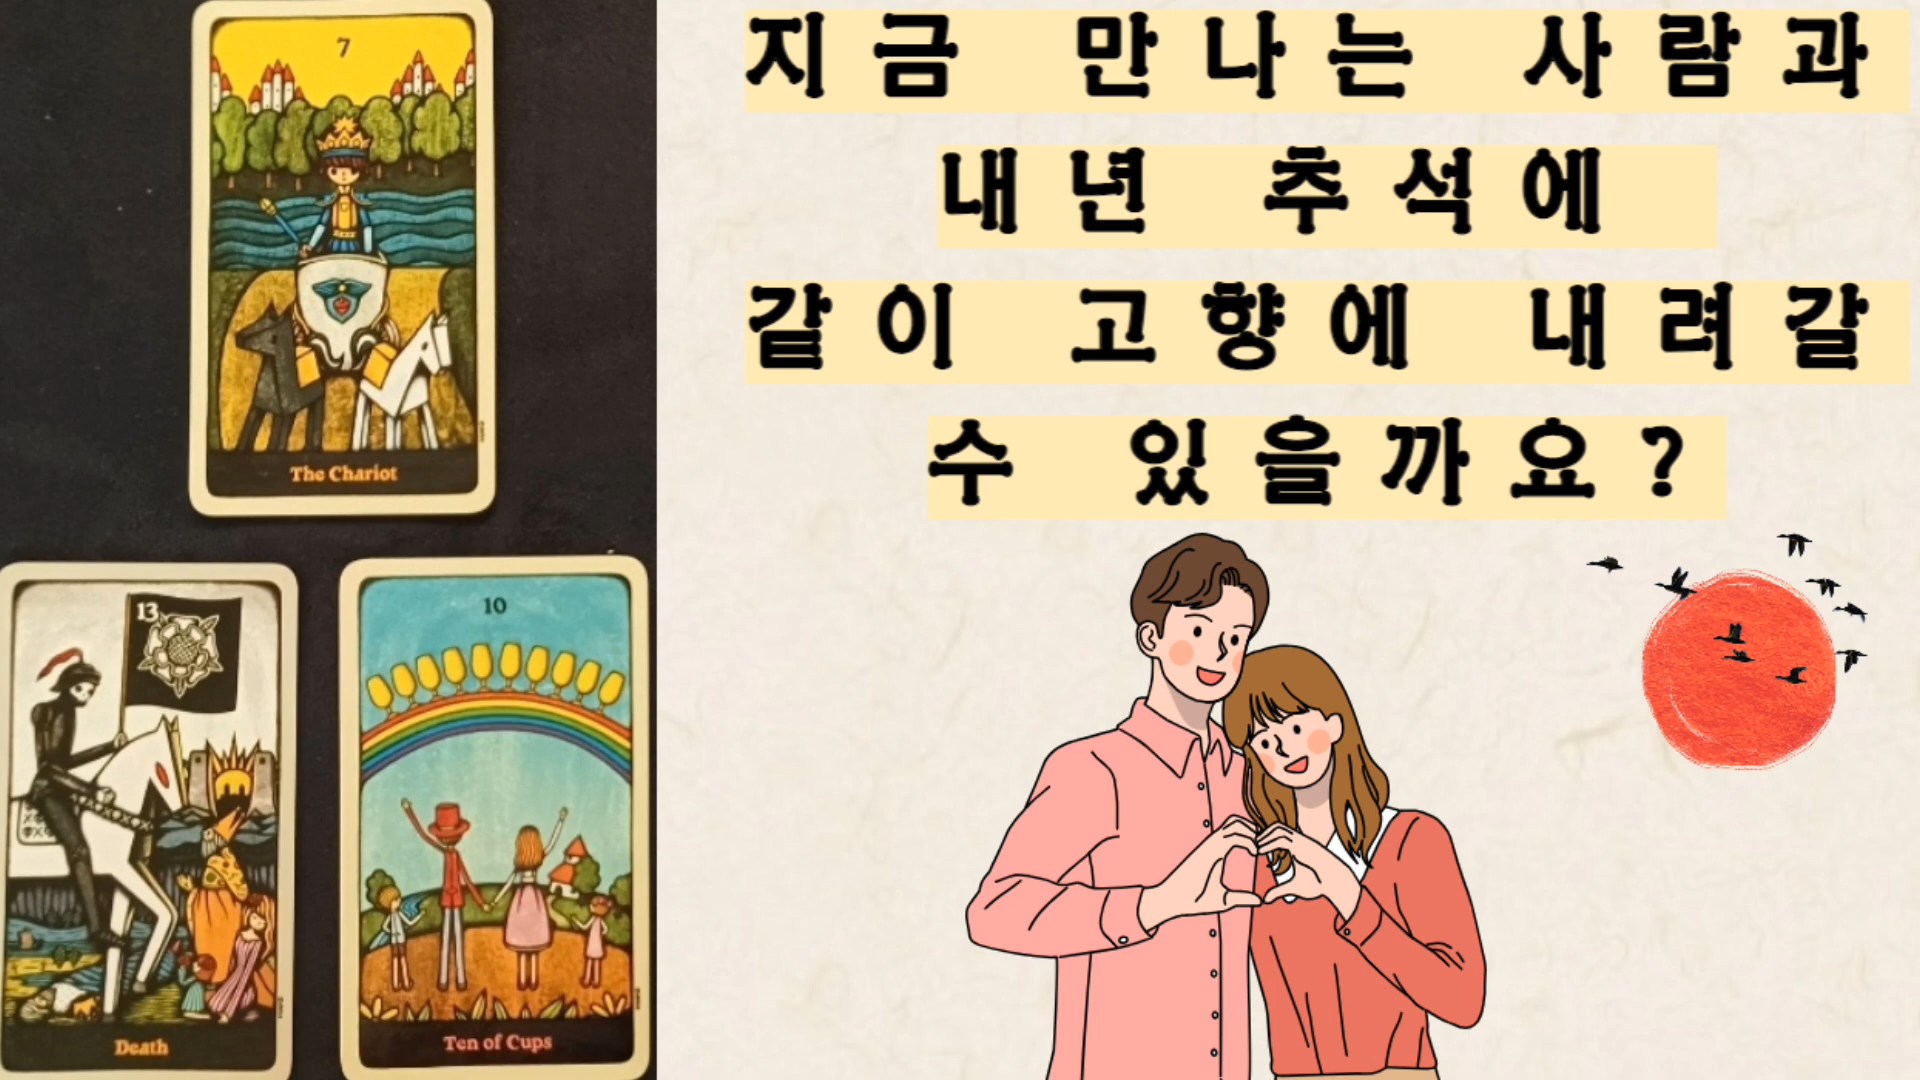 7
The Chariot
13
Death
10
Ten of Cups
지금 만나는 사람과
내년 추석에
같이 고향에 내려갈
수 있을까요?